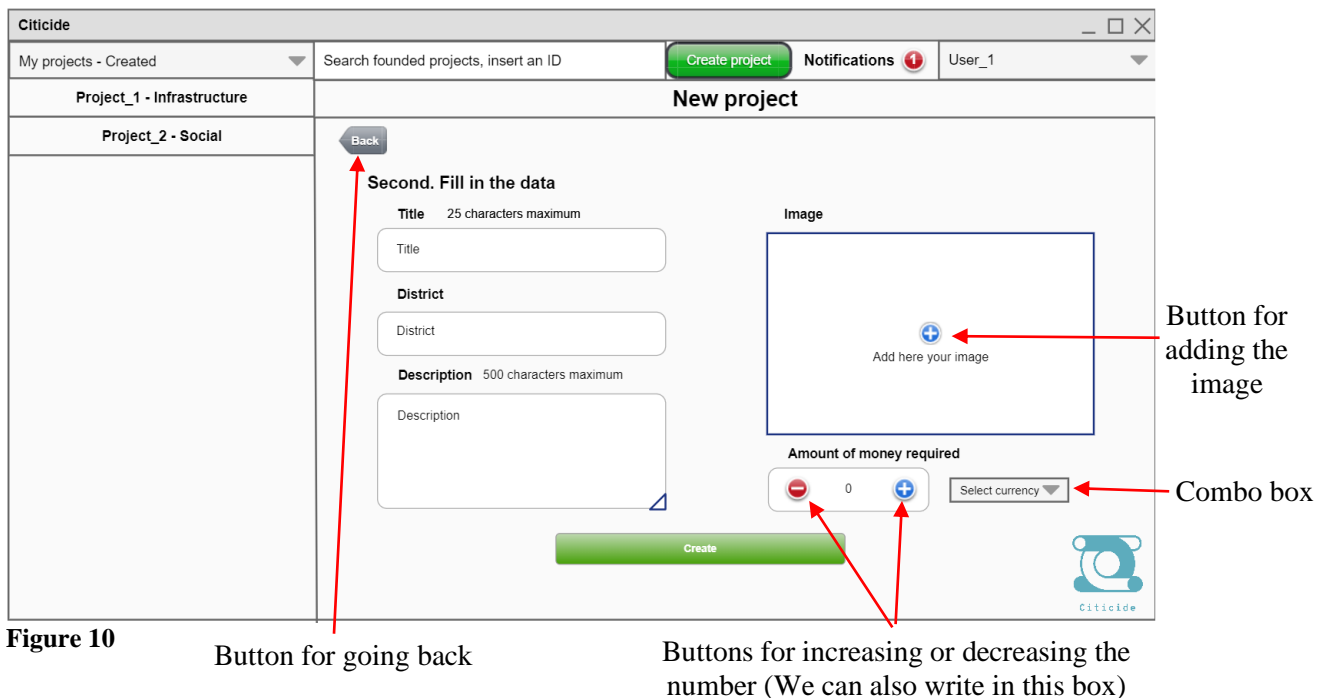 Citicide
My projects - Created
Search founded projects, insert an ID
Create project
Notifications 1
User_1
Project_1 - Infrastructure
New project
Project_2 - Social
Back
Second. Fill in the data
Title 25 characters maximum
Image
Title
District
District
Add here your image
Button for
adding the
image
Description 500 characters maximum
Description
Amount of money required
0
Select currency
Combo box
Create
Citicide
Figure 10
Button for going back
Buttons for increasing or decreasing the
number (We can also write in this box)